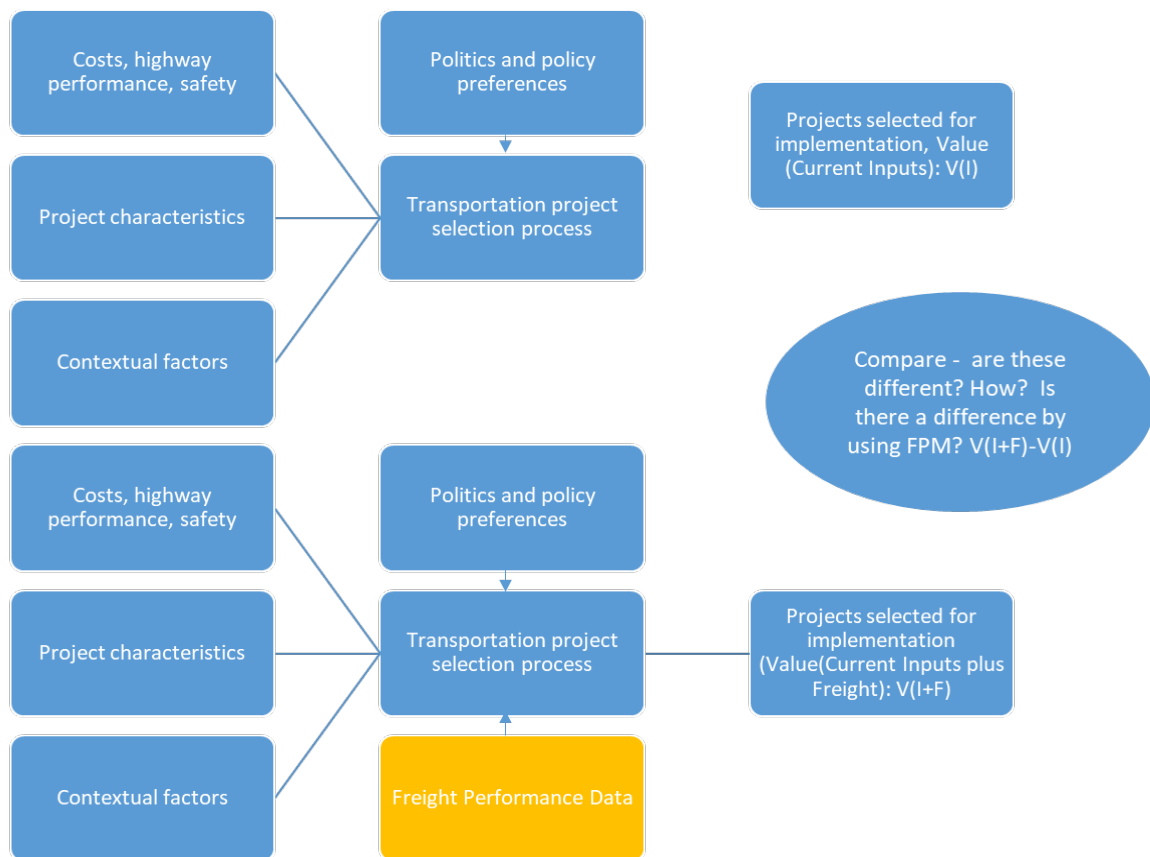 Costs, highway
performance, safety
Politics and policy
preferences
Projects selected for
implementation, Value
(Current Inputs): V(I)
Project characteristics
Transportation project
selection process
Contextual factors
Compare -  are these
different? How?  Is
there a difference by
using FPM? V(I+F)-V(I)
Costs, highway
performance, safety
Politics and policy
preferences
Project characteristics
Transportation project
selection process
Projects selected for
implementation
(Value(Current Inputs plus
Freight): V(I+F)
Contextual factors
Freight Performance Data